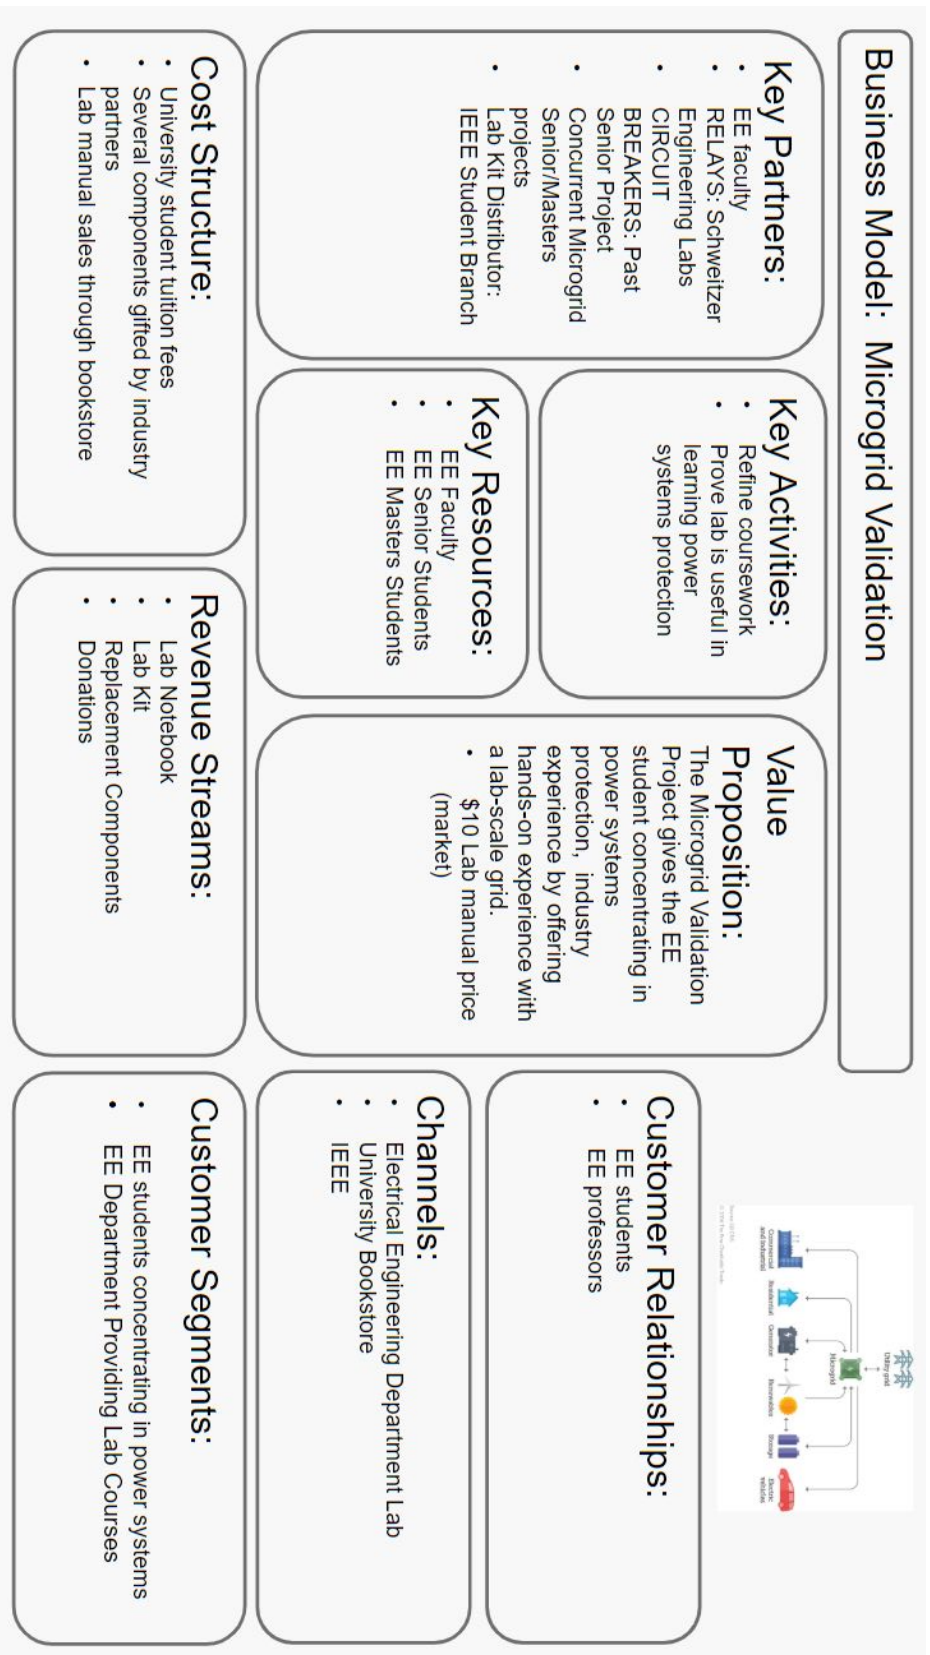 Business Model:  Microgrid Validation
Key Partners:
• EE faculty
• RELAYS: Schweitzer
Engineering Labs
• CIRCUIT
BREAKERS: Past
Senior Project
• Concurrent Microgrid
Senior/Masters
projects
• Lab Kit Distributor:
IEEE Student Branch
Key Activities:
• Refine coursework
• Prove lab is useful in
learning power
systems protection
Key Resources:
• EE Faculty
• EE Senior Students
• EE Masters Students
Value
Proposition:
The Microgrid Validation
Project gives the EE
student concentrating in
power systems
protection,  industry
experience by offering
hands-on experience with
a lab-scale grid.
• $10 Lab manual price
(market)
Utility grid
Microgrid
Commercial
and industrial
Residential
Generator
Renewables
Storage
Electric
vehicles
Customer Relationships:
• EE students
• EE professors
Channels:
• Electrical Engineering Department Lab
• University Bookstore
• IEEE
Cost Structure:
• University student tuition fees
• Several components gifted by industry
partners
• Lab manual sales through bookstore
Revenue Streams:
• Lab Notebook
• Lab Kit
• Replacement Components
• Donations
Customer Segments:
• EE students concentrating in power systems
• EE Department Providing Lab Courses